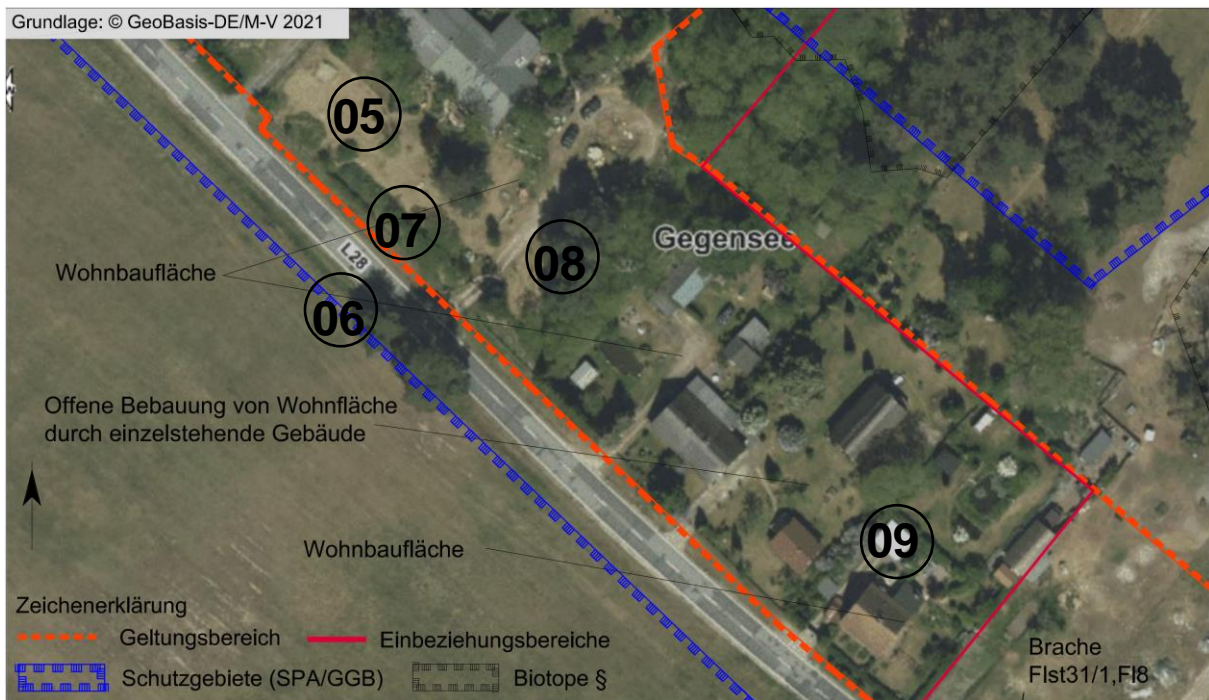 Grundlage: © GeoBasis-DE/M-V 2021
05
07
L28
08
Gegensee
Wohnbaufläche
06
Offene Bebauung von Wohnfläche
durch einzelstehende Gebäude
Wohnbaufläche
09
Zeichenerklärung
Geltungsbereich
Einbeziehungsbereiche
Schutzgebiete (SPA/GGB)
Biotope §
Brache
Flst31/1,Fl8